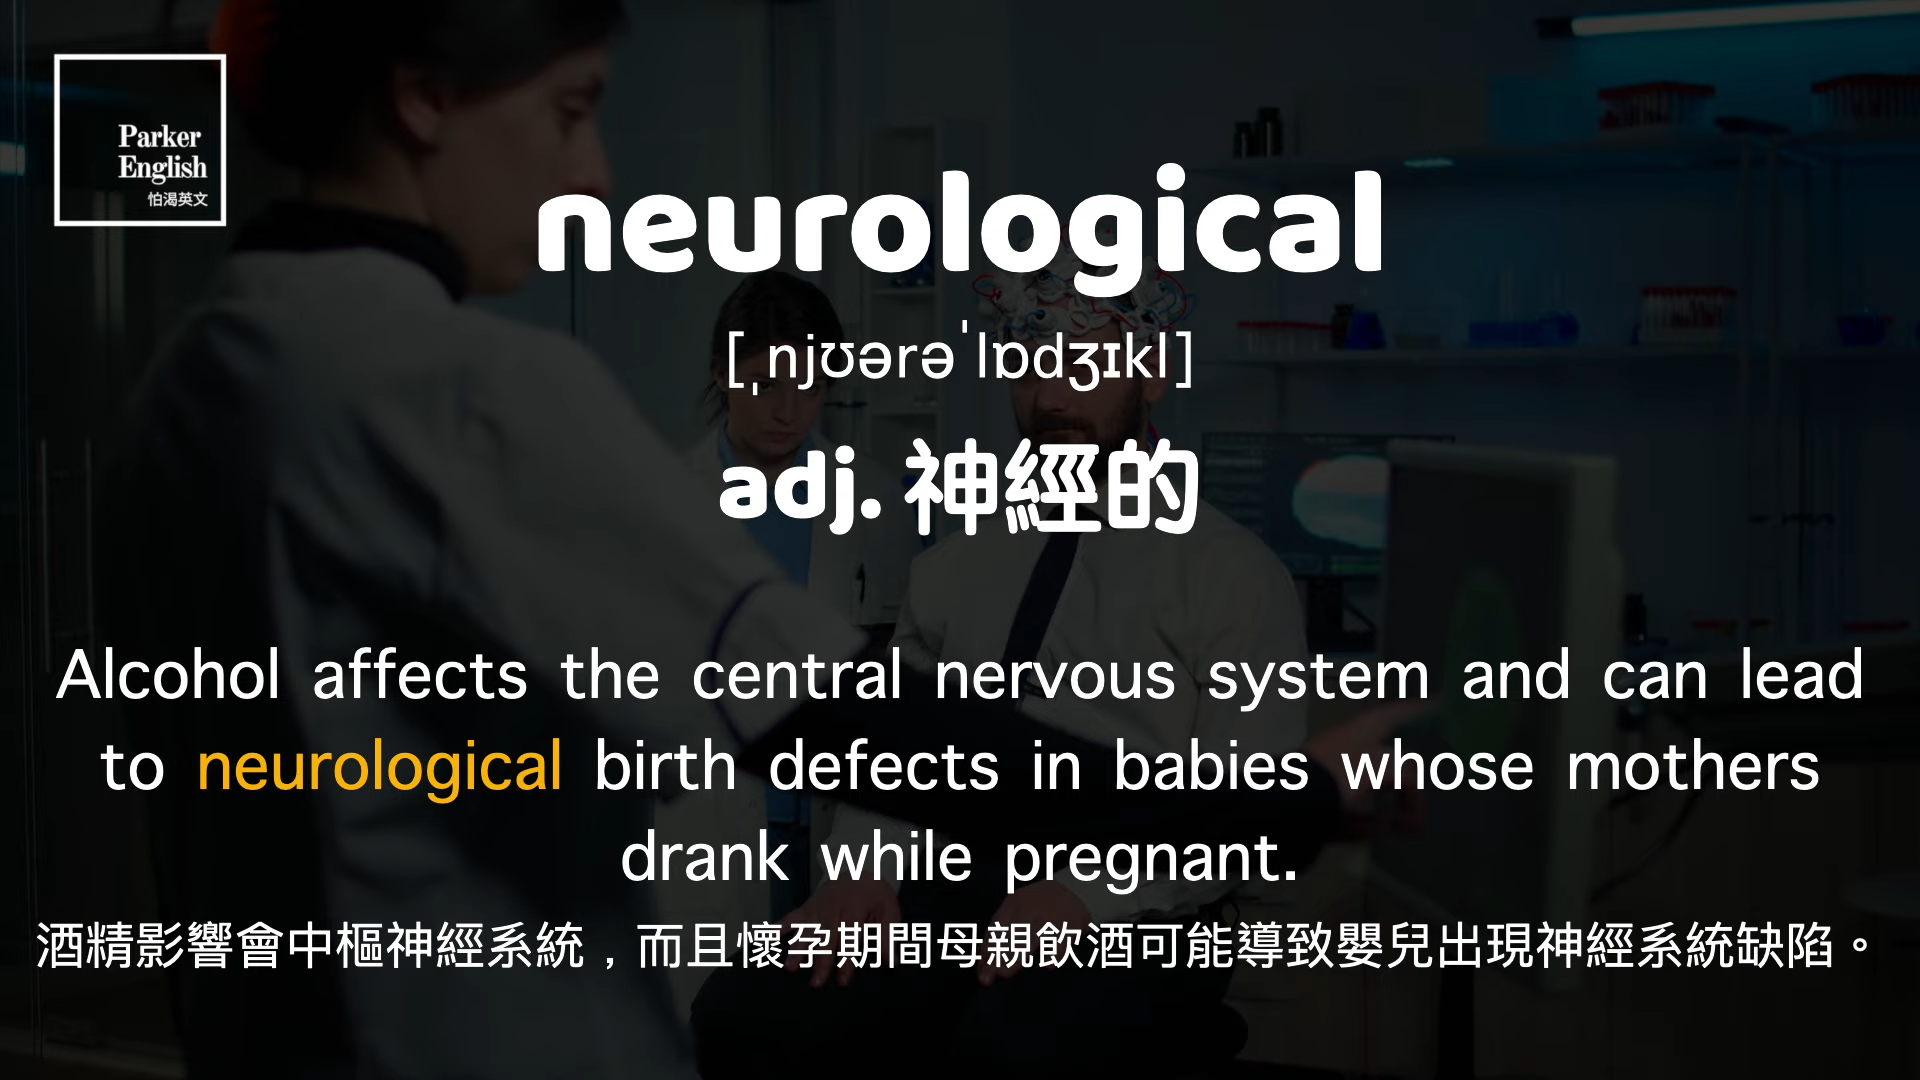 Parker
English
怕渴英文
neurological
[ˌnjʊərəˈlɒdʒɪkl]
adj. 神經的
Alcohol affects the central nervous system and can lead
to neurological birth defects in babies whose mothers
drank while pregnant.
酒精影響會中樞神經系統，而且懷孕期間母親飲酒可能導致嬰兒出現神經系統缺陷。